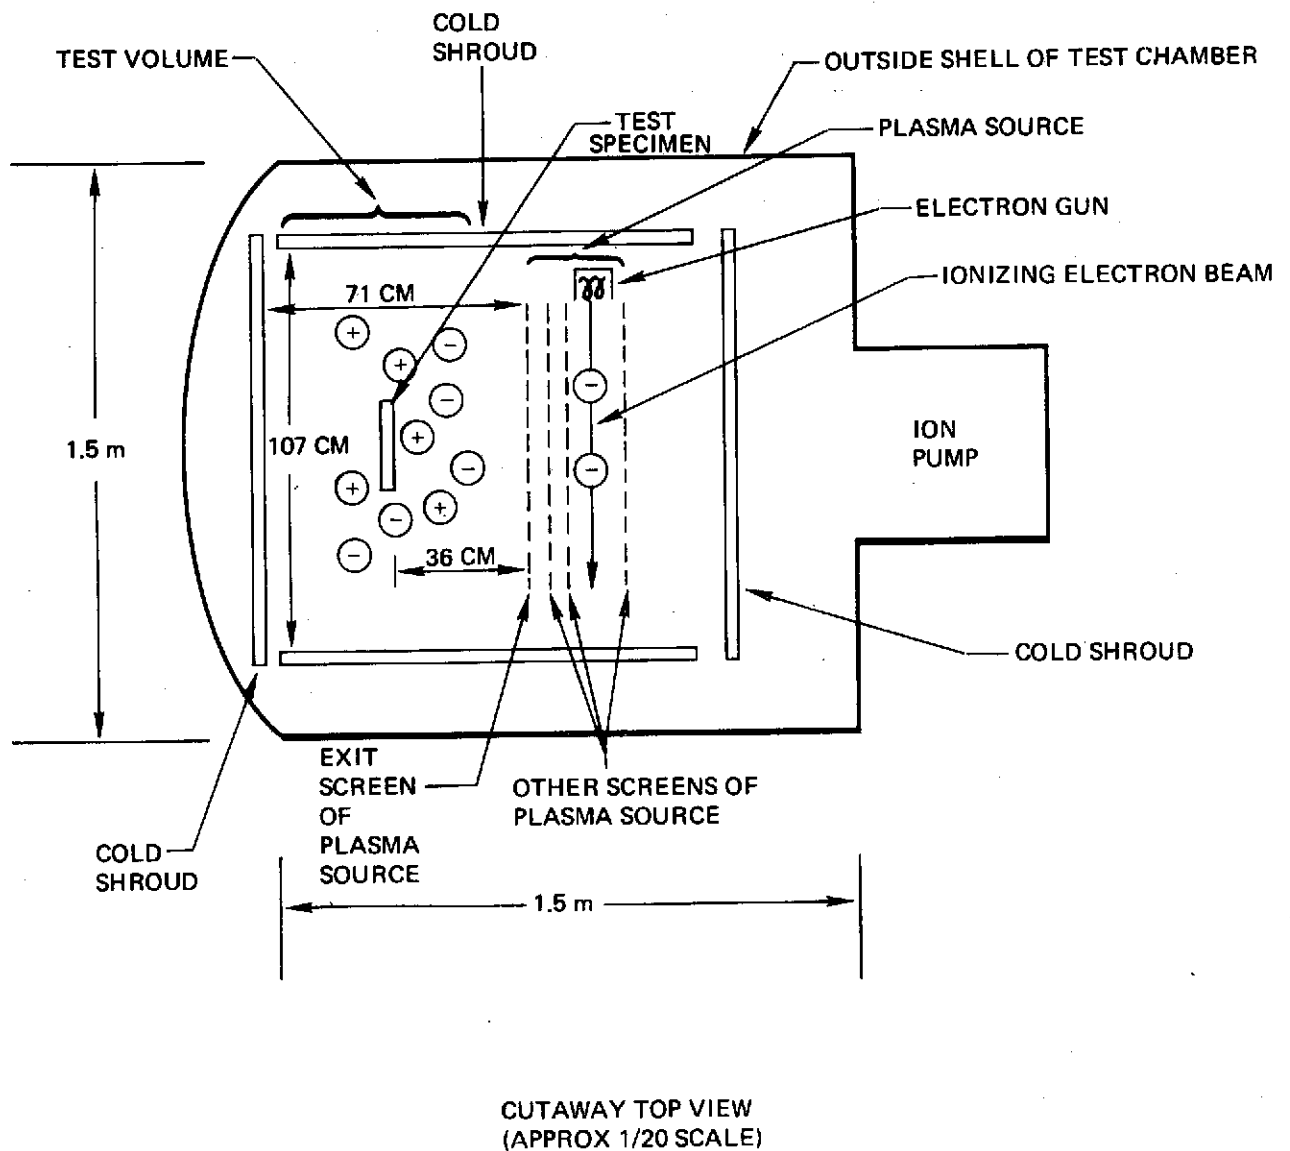 COLD
SHROUD
TEST VOLUME
OUTSIDE SHELL OF TEST CHAMBER
TEST
SPECIMEN
PLASMA SOURCE
ELECTRON GUN
IONIZING ELECTRON BEAM
71 CM
+
-
+
-
+
-
107 CM
1.5 m
ION
PUMP
-
-
+
+
-
-
36 CM
COLD SHROUD
EXIT
SCREEN
OF
PLASMA
SOURCE
OTHER SCREENS OF
PLASMA SOURCE
COLD
SHROUD
1.5 m
CUTAWAY TOP VIEW
(APPROX 1/20 SCALE)